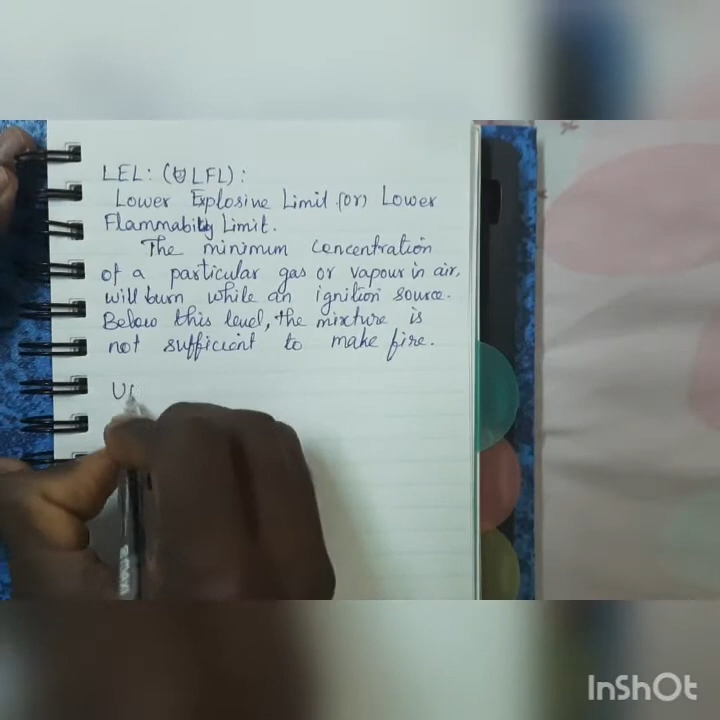 LEL: (LFL):
Lower Explosive Limit (or) Lower
Flammability Limit.
The minimum concentration
of a particular gas or vapour in air,
will burn while an ignition source.
Below this level, the mixture is
not sufficient to make fire.
U
InShOt